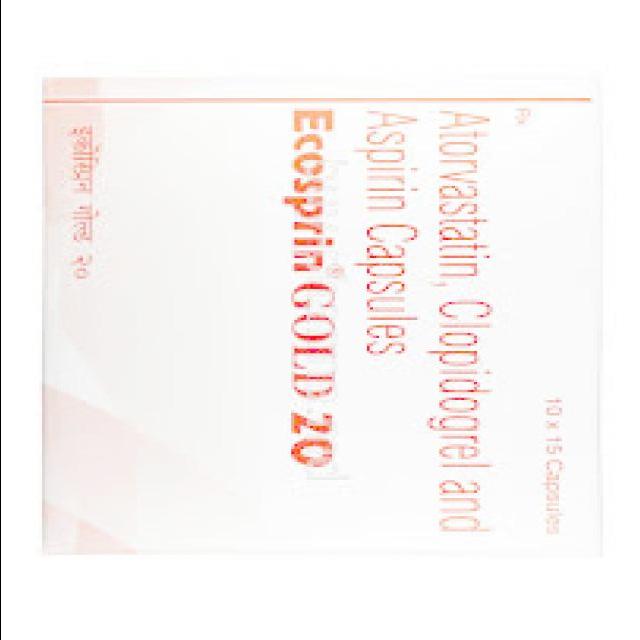 Rx
10 x 15 Capsules
Atorvastatin, Clopidogrel and
Aspirin Capsules
Ecosprin® GOLD 20
इकोस्प्रिन गोल्ड २०